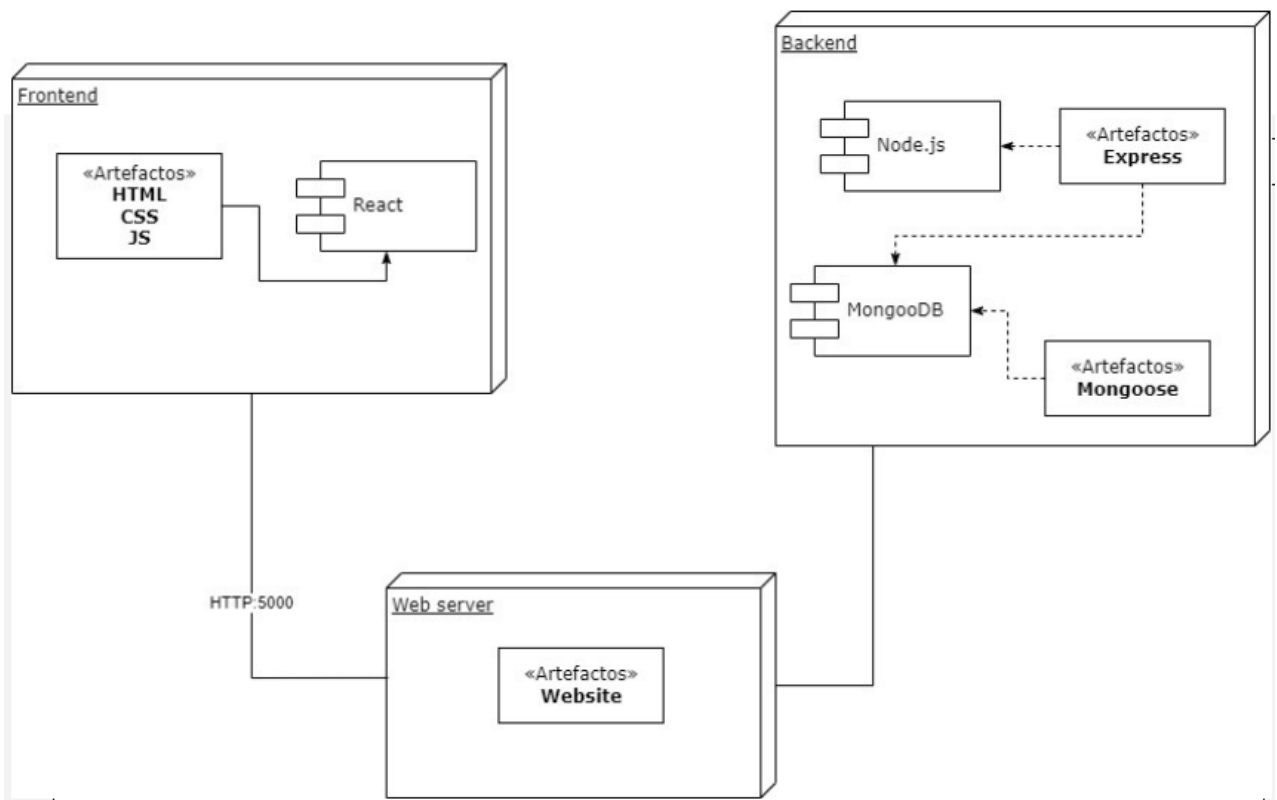 Frontend
«Artefactos»
HTML
CSS
JS
React
Backend
Node.js
«Artefactos»
Express
MongooDB
«Artefactos»
Mongoose
HTTP:5000
Web server
«Artefactos»
Website